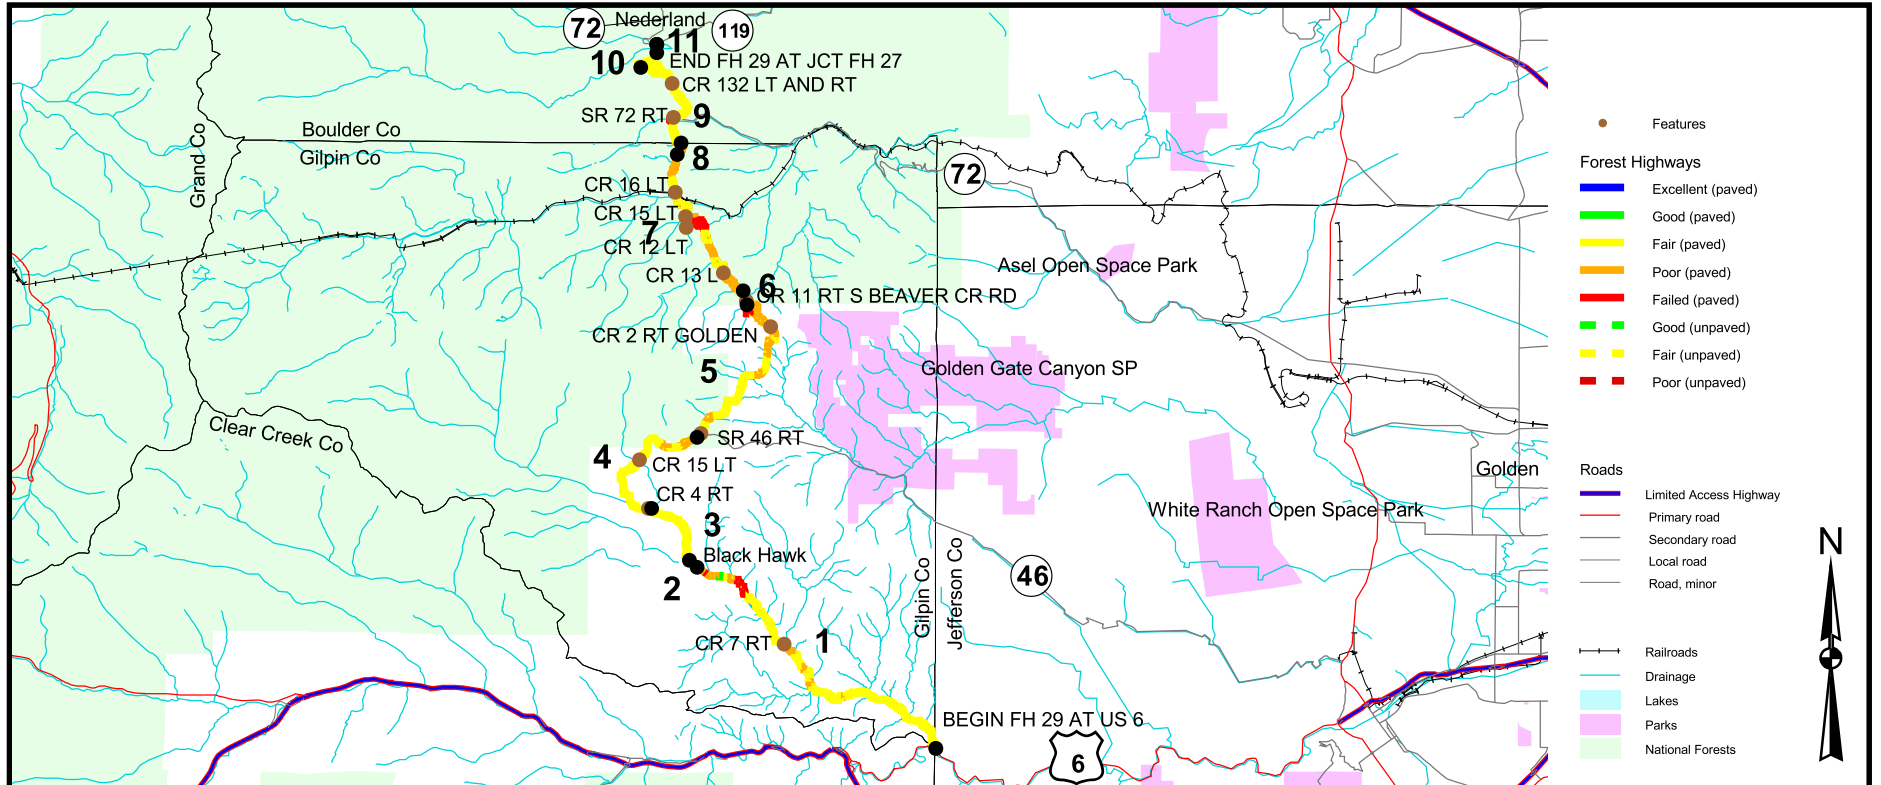 72
Nederland
119
11
END FH 29 AT JCT FH 27
10
CR 132 LT AND RT
SR 72 RT
9
Boulder Co
Gilpin Co
Grand Co
8
72
CR 16 LT
CR 15 LT
7
CR 12 LT
CR 13 L
Asel Open Space Park
6
CR 11 RT S BEAVER CR RD
CR 2 RT GOLDEN
5
Golden Gate Canyon SP
Clear Creek Co
SR 46 RT
4
CR 15 LT
Golden
CR 4 RT
White Ranch Open Space Park
3
Black Hawk
2
46
Gilpin Co
Jefferson Co
CR 7 RT
1
BEGIN FH 29 AT US 6
6
Features
Forest Highways
Excellent (paved)
Good (paved)
Fair (paved)
Poor (paved)
Failed (paved)
Good (unpaved)
Fair (unpaved)
Poor (unpaved)
Roads
Limited Access Highway
Primary road
Secondary road
Local road
Road, minor
Railroads
Drainage
Lakes
Parks
National Forests
N